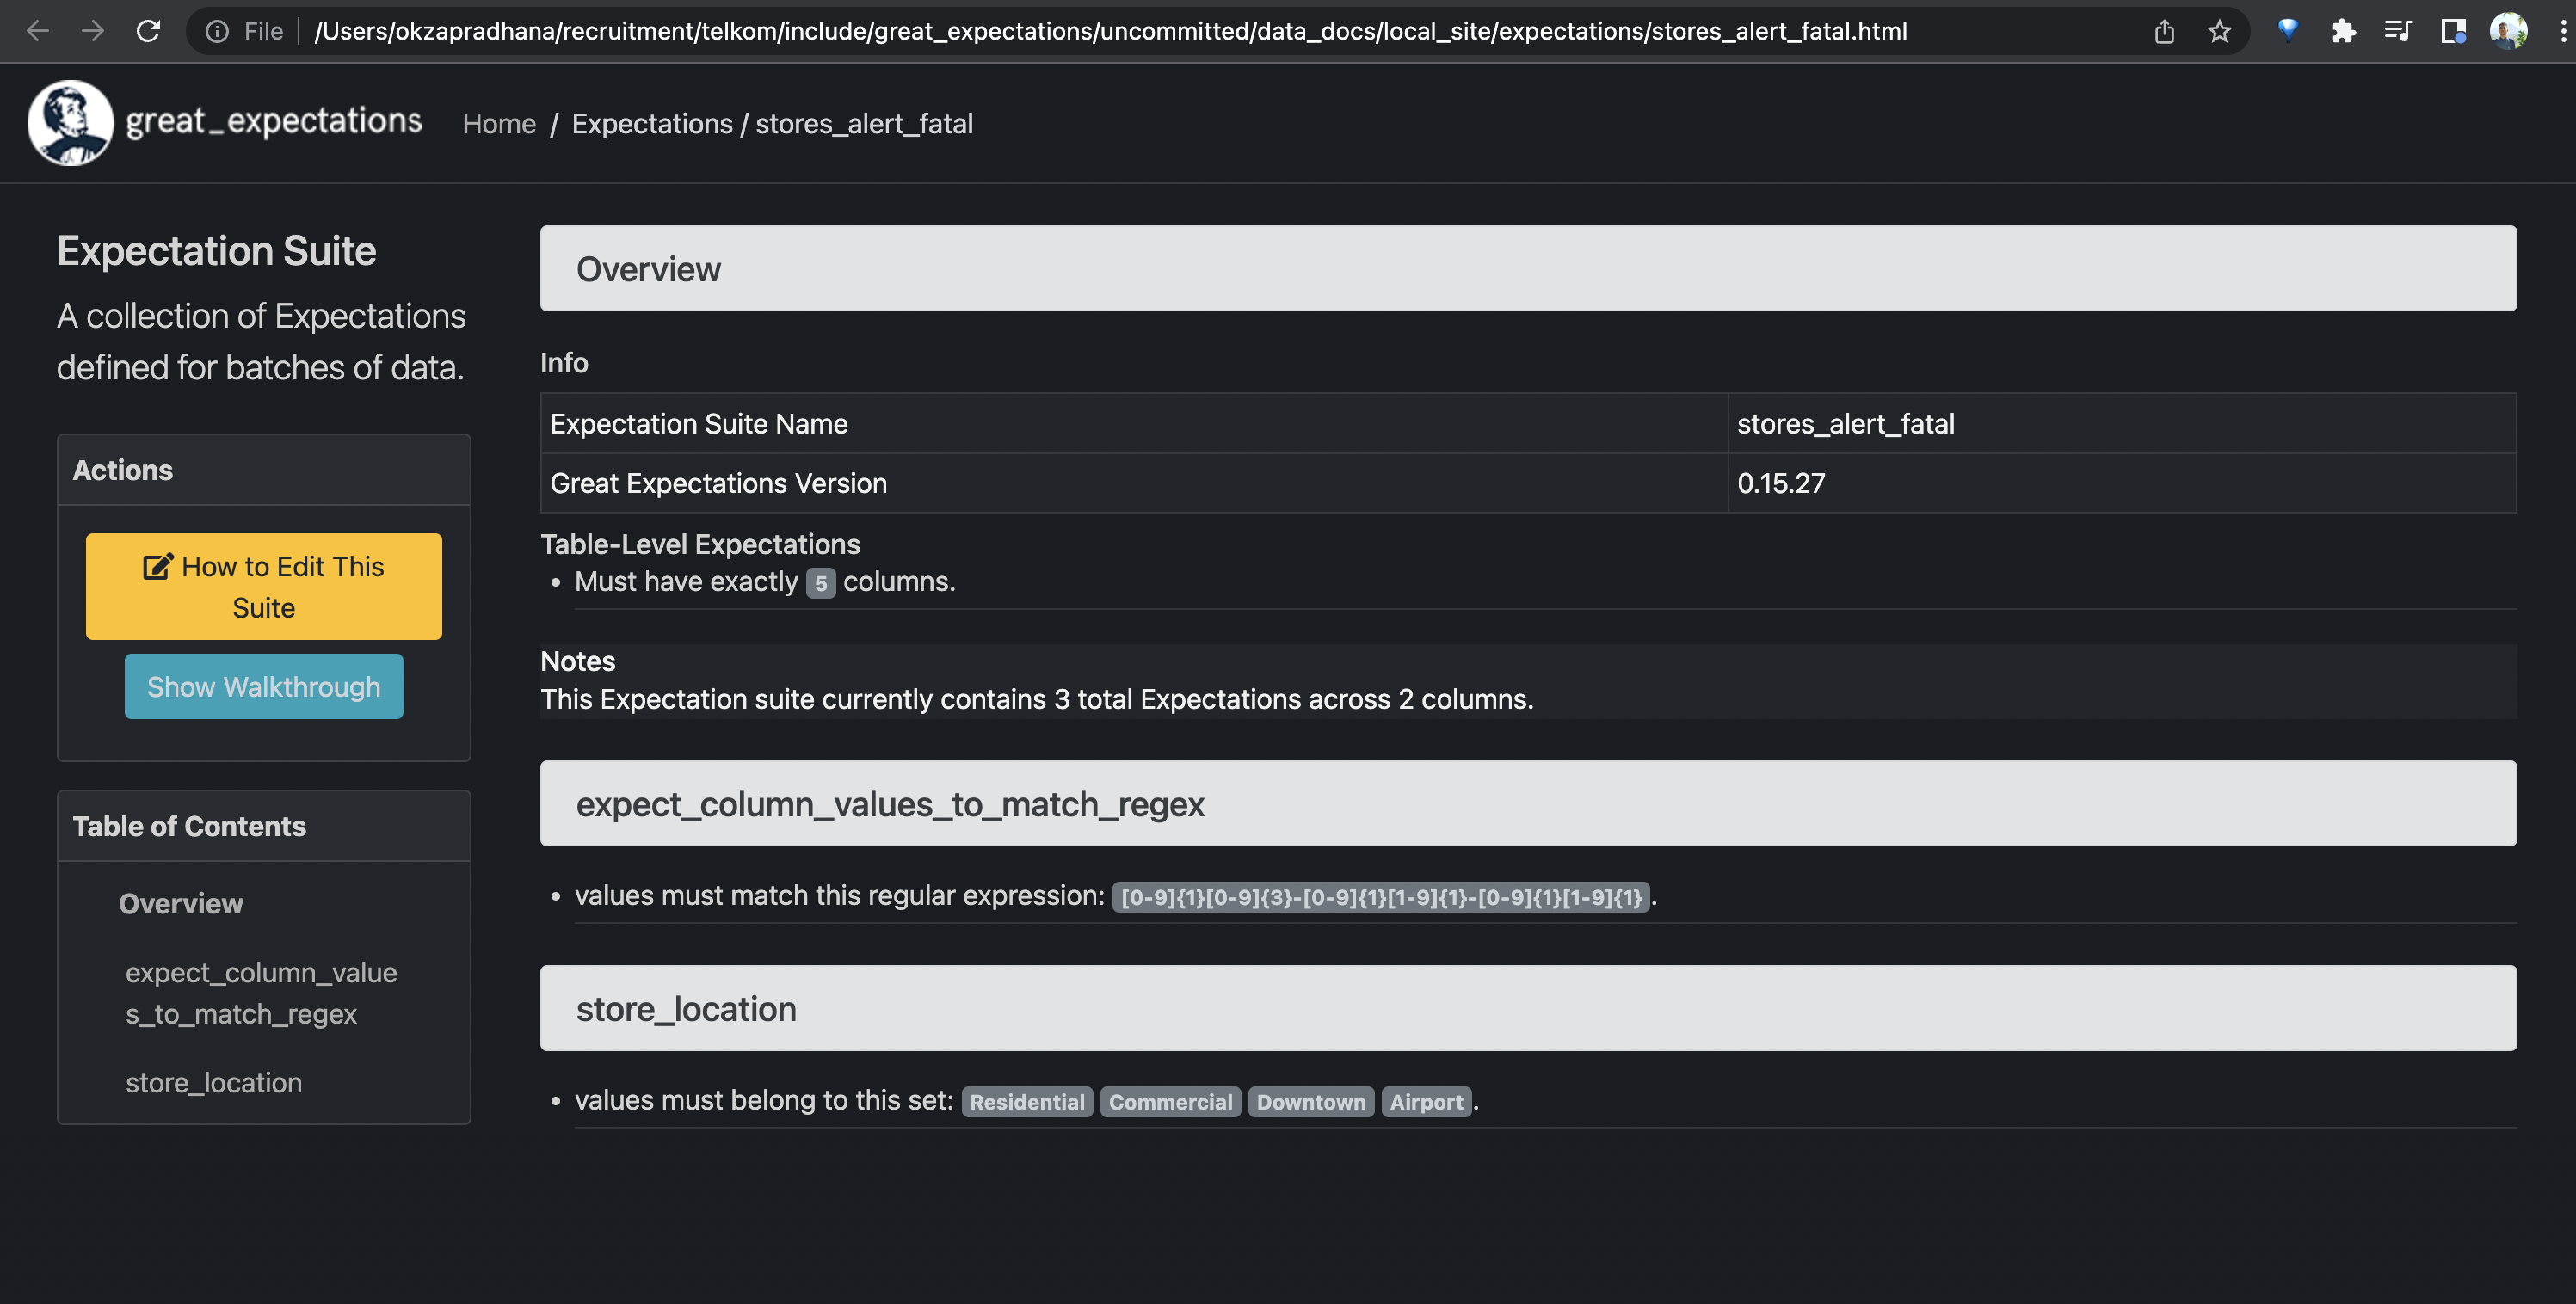 File /Users/okzapradhana/recruitment/telkom/include/great_expectations/uncommitted/data_docs/local_site/expectations/stores_alert_fatal.html
great_expectations Home / Expectations / stores_alert_fatal
Expectation Suite
A collection of Expectations
defined for batches of data.
Actions
How to Edit This
Suite
Show Walkthrough
Table of Contents
Overview
expect_column_value
s_to_match_regex
store_location
Overview
Info
Expectation Suite Name stores_alert_fatal
Great Expectations Version 0.15.27
Table-Level Expectations
• Must have exactly 5 columns.
Notes
This Expectation suite currently contains 3 total Expectations across 2 columns.
expect_column_values_to_match_regex
• values must match this regular expression: [0-9]{1}[0-9]{3}-[0-9]{1}[1-9]{1}-[0-9]{1}[1-9]{1} .
store_location
• values must belong to this set: Residential Commercial Downtown Airport .